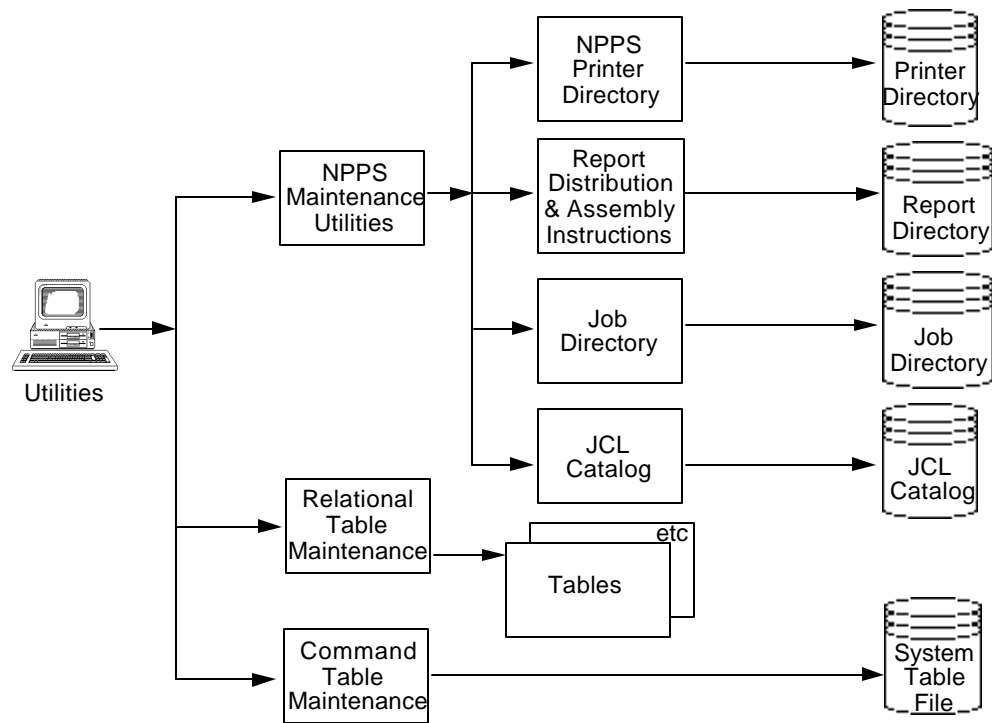 NPPS
Printer
Directory
Printer
Directory
NPPS
Maintenance
Utilities
Report
Distribution
& Assembly
Instructions
Report
Directory
Utilities
Job
Directory
Job
Directory
JCL
Catalog
JCL
Catalog
Relational
Table
Maintenance
etc
Tables
Command
Table
Maintenance
System
Table
File